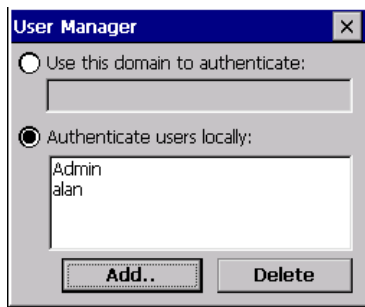 User Manager
Use this domain to authenticate:
Authenticate users locally:
Admin
alan
Add..
Delete